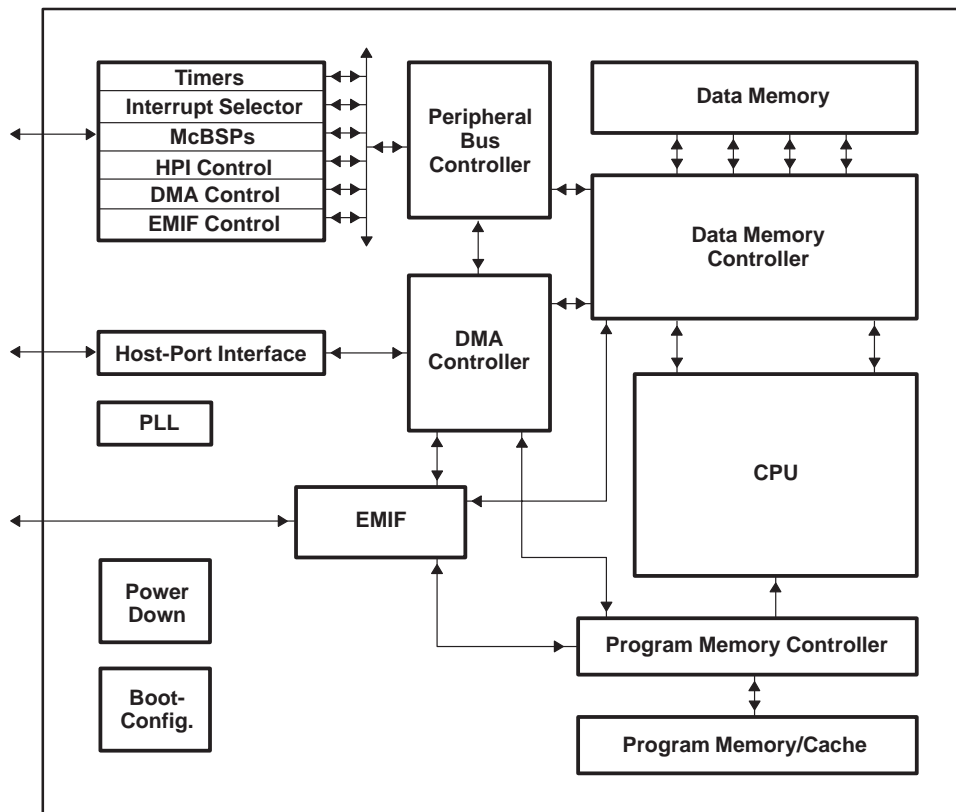 Timers
Interrupt Selector
McBSPs
HPI Control
DMA Control
EMIF Control
Peripheral
Bus
Controller
Data Memory
Data Memory
Controller
Host-Port Interface
DMA
Controller
PLL
CPU
EMIF
Power
Down
Program Memory Controller
Boot-
Config.
Program Memory/Cache